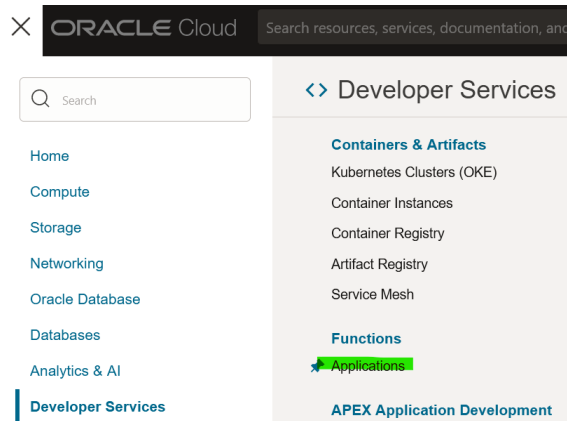 ORACLE Cloud
Search resources, services, documentation, and
Search
Home
Compute
Storage
Networking
Oracle Database
Databases
Analytics & AI
Developer Services
Developer Services
Containers & Artifacts
Kubernetes Clusters (OKE)
Container Instances
Container Registry
Artifact Registry
Service Mesh
Functions
Applications
APEX Application Development